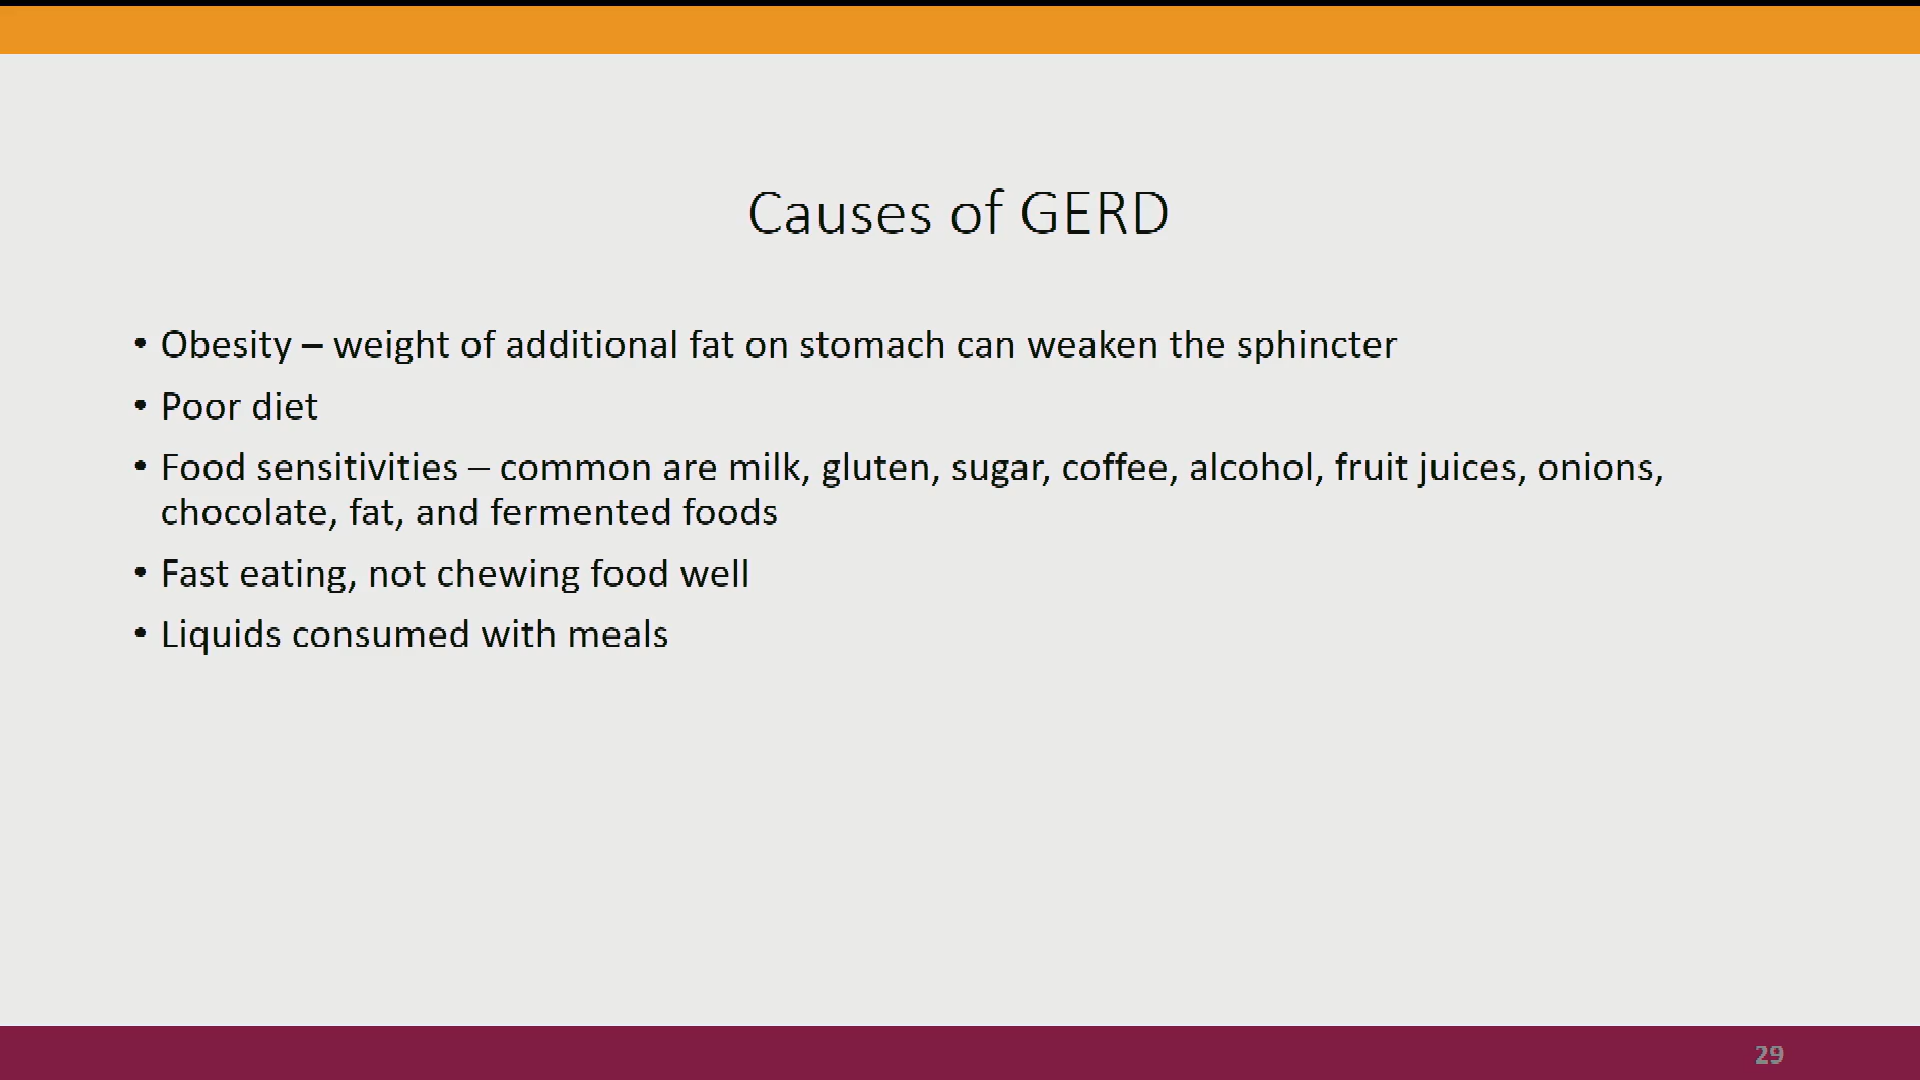 Causes of GERD
• Obesity – weight of additional fat on stomach can weaken the sphincter
• Poor diet
• Food sensitivities – common are milk, gluten, sugar, coffee, alcohol, fruit juices, onions,
chocolate, fat, and fermented foods
• Fast eating, not chewing food well
• Liquids consumed with meals
29